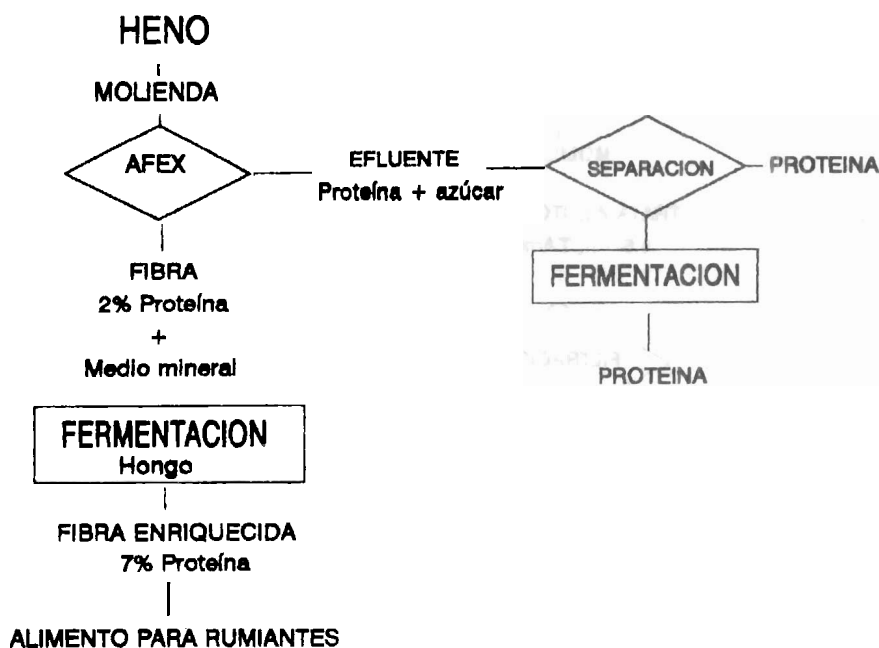 HENO
MOLIENDA
AFEX
EFLUENTE
Proteína + azúcar
SEPARACION
PROTEINA
FERMENTACION
PROTEINA
FIBRA
2% Proteína
+
Medio mineral
FERMENTACION
Hongo
FIBRA ENRIQUECIDA
7% Proteína
ALIMENTO PARA RUMIANTES